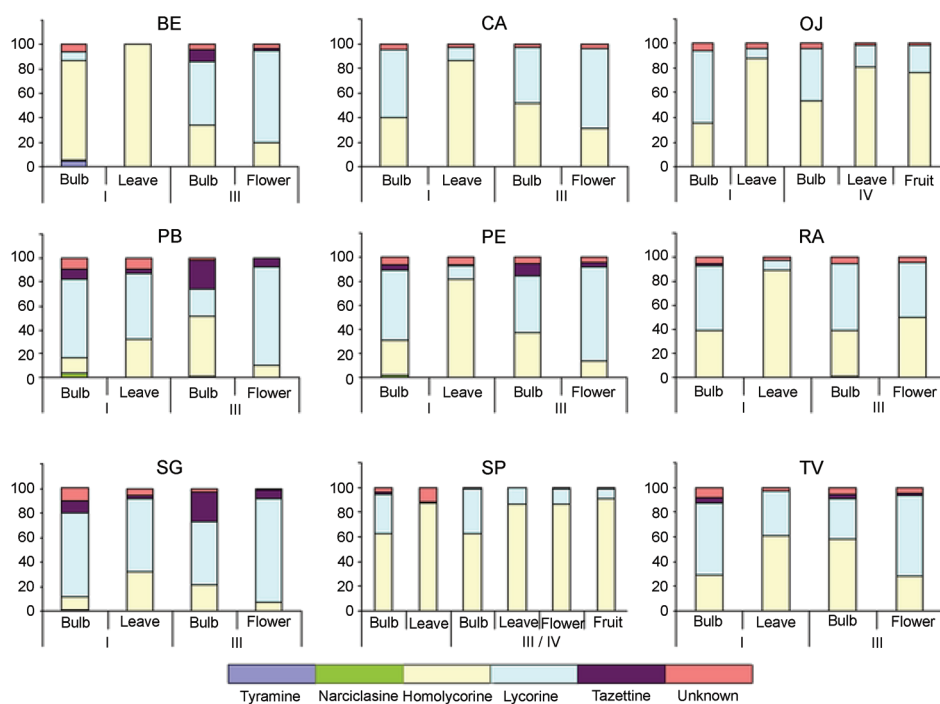 BE CA OJ
100 100 100
80 80 80
60 60 60
40 40 40
20 20 20
0 0 0
Bulb Leave Bulb Flower Bulb Leave Bulb Flower Bulb Leave Bulb Leave Fruit
I III I III I IV
PB PE RA
100 100 100
80 80 80
60 60 60
40 40 40
20 20 20
0 0 0
Bulb Leave Bulb Flower Bulb Leave Bulb Flower Bulb Leave Bulb Flower
I III I III I III
SG SP TV
100 100 100
80 80 80
60 60 60
40 40 40
20 20 20
0 0 0
Bulb Leave Bulb Flower Bulb Leave Bulb Leave Flower Fruit Bulb Leave Bulb Flower
I III I III / IV I III
Tyramine Narciclasine Homolycorine Lycorine Tazettine Unknown